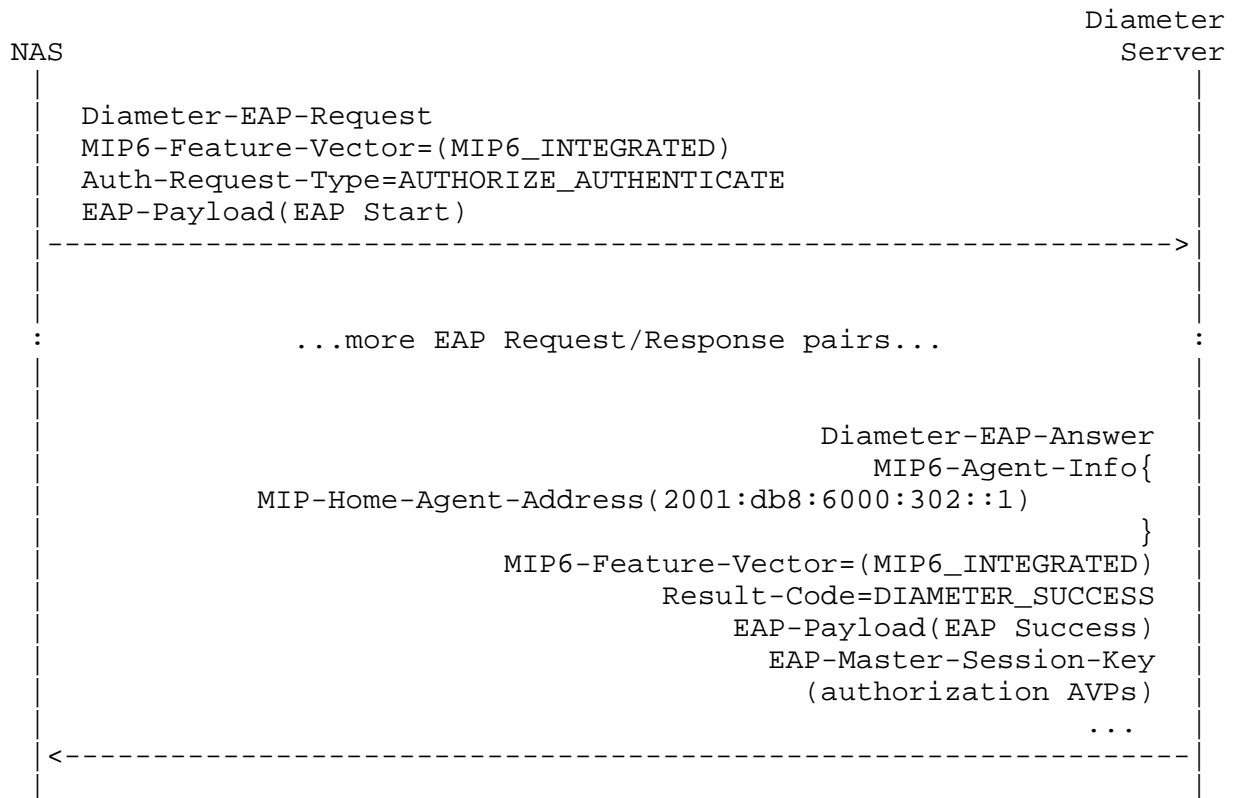 Diameter
NAS Server
Diameter-EAP-Request
MIP6-Feature-Vector=(MIP6_INTEGRATED)
Auth-Request-Type=AUTHORIZE_AUTHENTICATE
EAP-Payload(EAP Start)
|---------------------------------------------------------------->|
: ...more EAP Request/Response pairs... :
Diameter-EAP-Answer
MIP6-Agent-Info{
MIP-Home-Agent-Address(2001:db8:6000:302::1)
}
MIP6-Feature-Vector=(MIP6_INTEGRATED)
Result-Code=DIAMETER_SUCCESS
EAP-Payload(EAP Success)
EAP-Master-Session-Key
(authorization AVPs)
...
|<----------------------------------------------------------------|